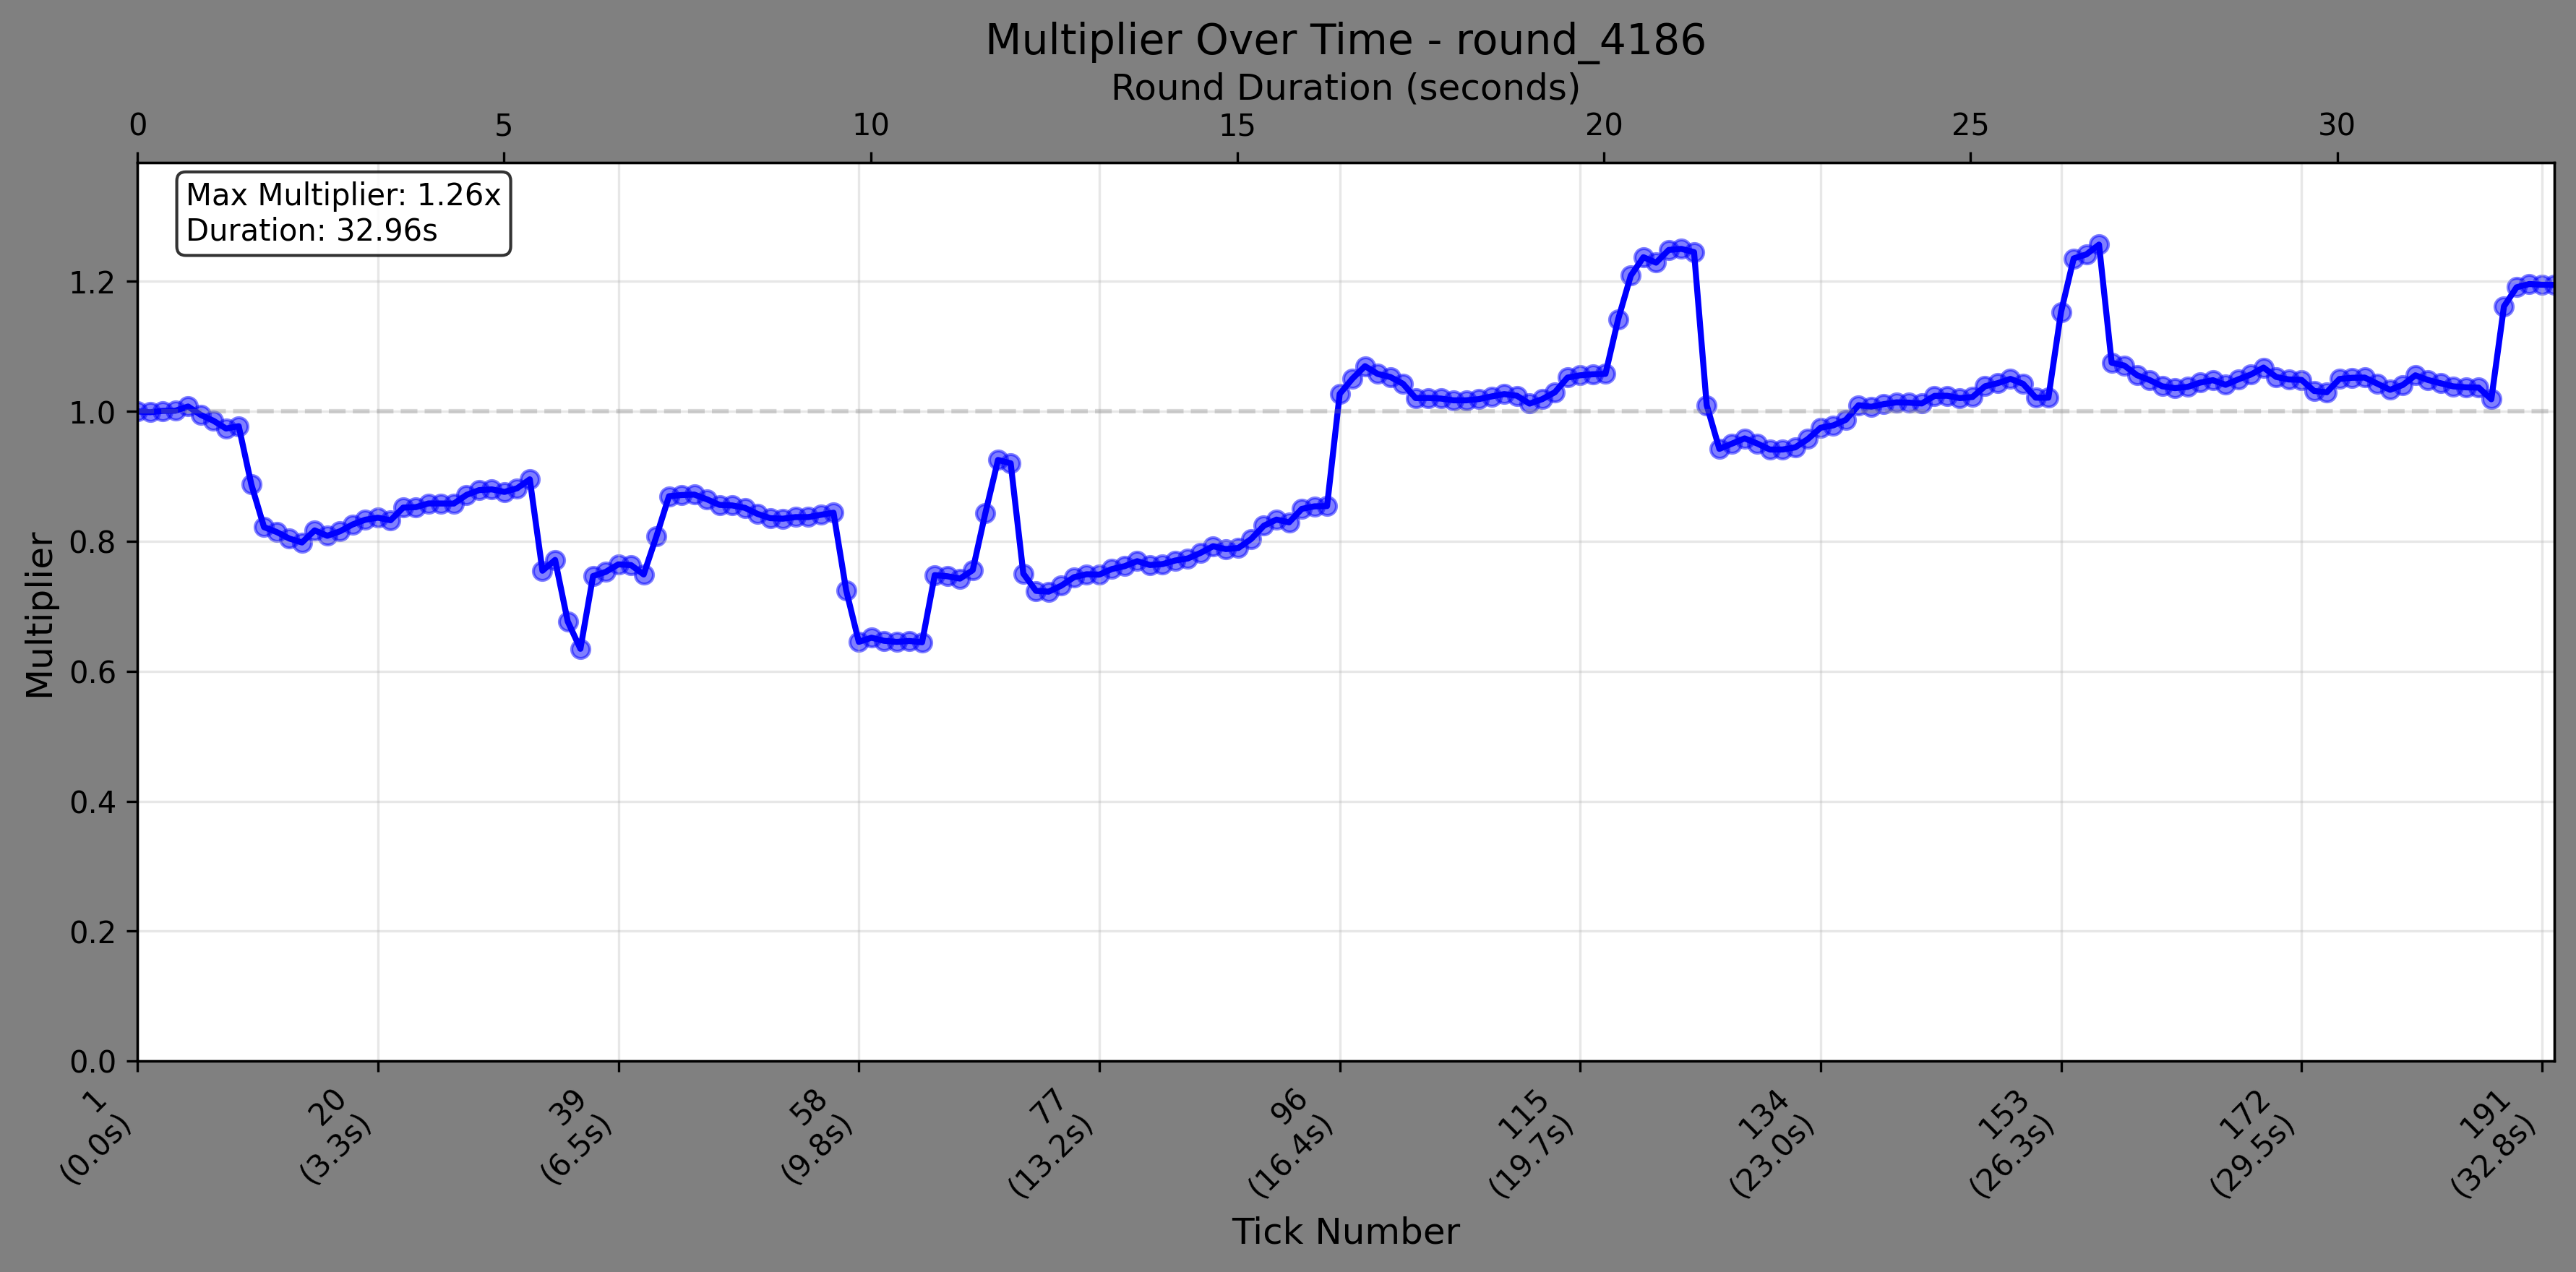 Multiplier Over Time - round_4186
Round Duration (seconds)
0 5 10 15 20 25 30
Max Multiplier: 1.26x
Duration: 32.96s
Multiplier
1.2
1.0
0.8
0.6
0.4
0.2
0.0
1
(0.0s)
20
(3.3s)
39
(6.5s)
58
(9.8s)
77
(13.2s)
96
(16.4s)
115
(19.7s)
134
(23.0s)
153
(26.3s)
172
(29.5s)
191
(32.8s)
Tick Number